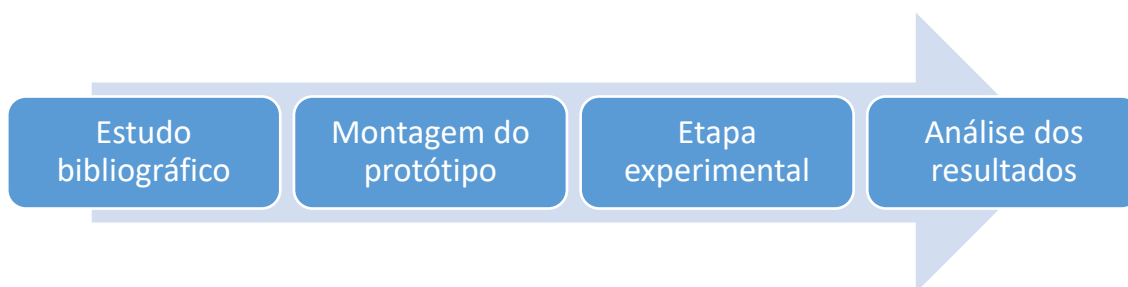 Estudo
bibliográfico
Montagem do
protótipo
Etapa
experimental
Análise dos
resultados